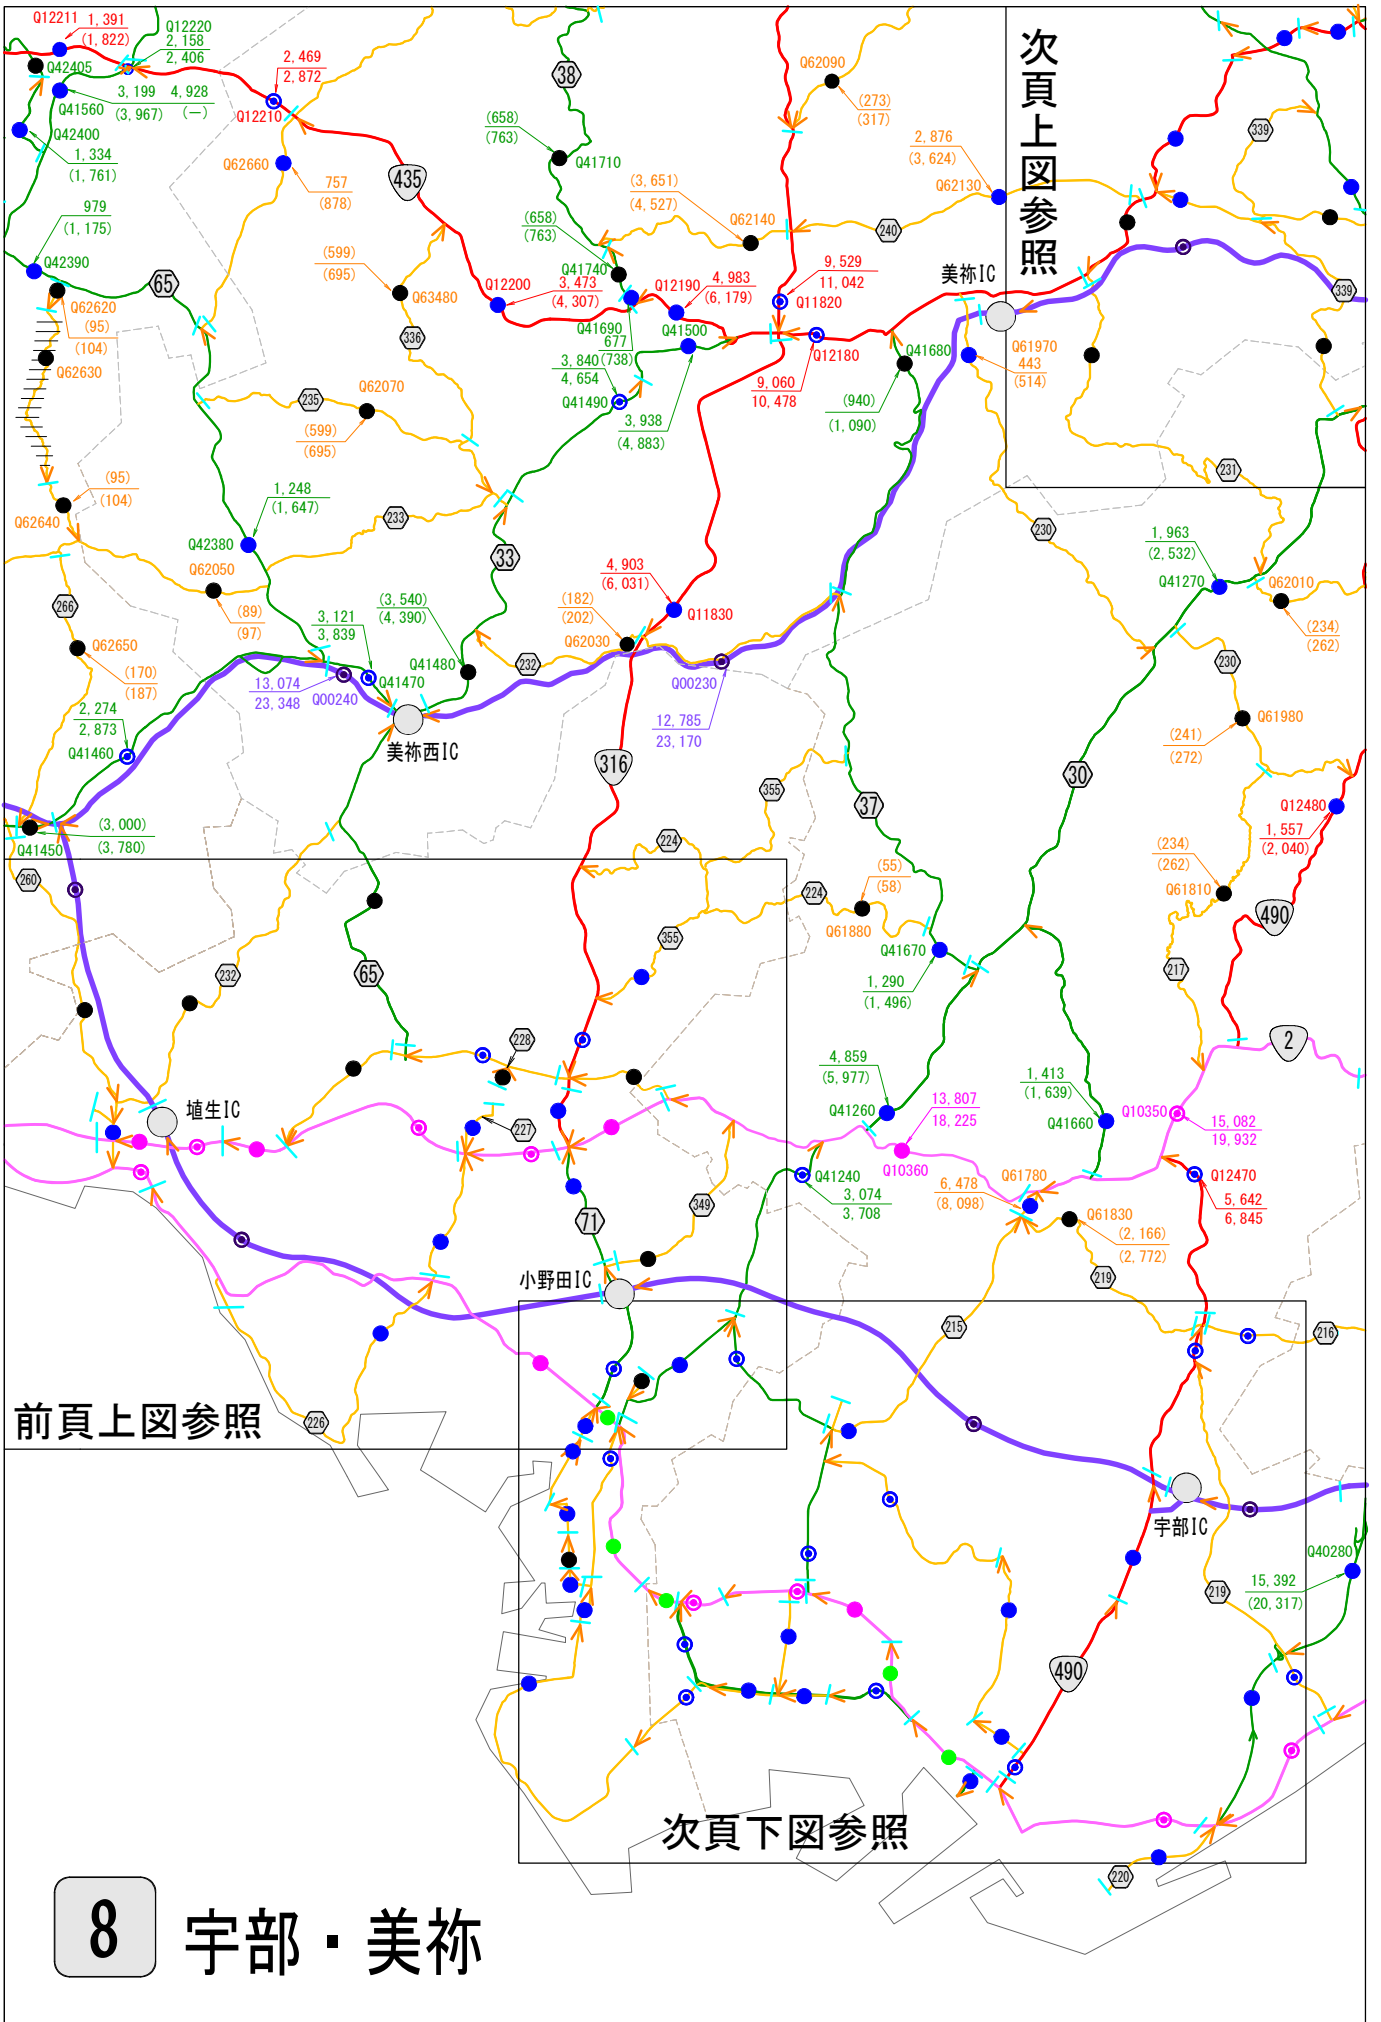 Q12211
1,391
(1,822)
Q12220
2,158
2,406
Q42405
Q41560
3,199
(3,967)
4,928
(―)
Q42400
1,334
(1,761)
979
(1,175)
Q42390
65
Q62620
(95)
(104)
Q62630
(95)
(104)
Q62640
2,469
2,872
Q12210
Q62660
757
(878)
435
38
(658)
(763)
Q41710
(658)
(763)
Q41740
(3,651)
(4,527)
Q62140
Q62090
(273)
(317)
2,876
(3,624)
Q62130
240
次頁上図参照
339
339
231
(599)
(695)
Q63480
336
Q12200
3,473
(4,307)
Q12190
4,983
(6,179)
Q41690
677
(738)
Q41500
3,840
4,654
Q41490
3,938
(4,883)
9,529
11,042
Q11820
Q12180
9,060
10,478
Q41680
(940)
(1,090)
美祢IC
Q61970
443
(514)
235
Q62070
(599)
(695)
1,248
(1,647)
Q42380
233
Q62050
(89)
(97)
33
230
1,963
(2,532)
Q41270
Q62010
(234)
(262)
266
Q62650
(170)
(187)
3,121
3,839
Q41470
(3,540)
(4,390)
Q41480
232
4,903
(6,031)
Q11830
(182)
(202)
Q62030
13,074
23,348
Q00240
美祢西IC
Q00230
12,785
23,170
2,274
2,873
Q41460
(3,000)
(3,780)
Q41450
316
355
37
30
230
Q61980
(241)
(272)
Q12480
1,557
(2,040)
(234)
(262)
Q61810
490
260
224
224
(55)
(58)
Q61880
Q41670
1,290
(1,496)
355
65
232
217
2
228
227
埴生IC
4,859
(5,977)
Q41260
13,807
18,225
Q10360
1,413
(1,639)
Q41660
Q10350
15,082
19,932
Q12470
5,642
6,845
Q41240
3,074
3,708
Q61780
6,478
(8,098)
Q61830
(2,166)
(2,772)
349
71
小野田IC
219
215
216
226
前頁上図参照
宇部IC
Q40280
15,392
(20,317)
219
490
次頁下図参照
220
8
宇部・美祢